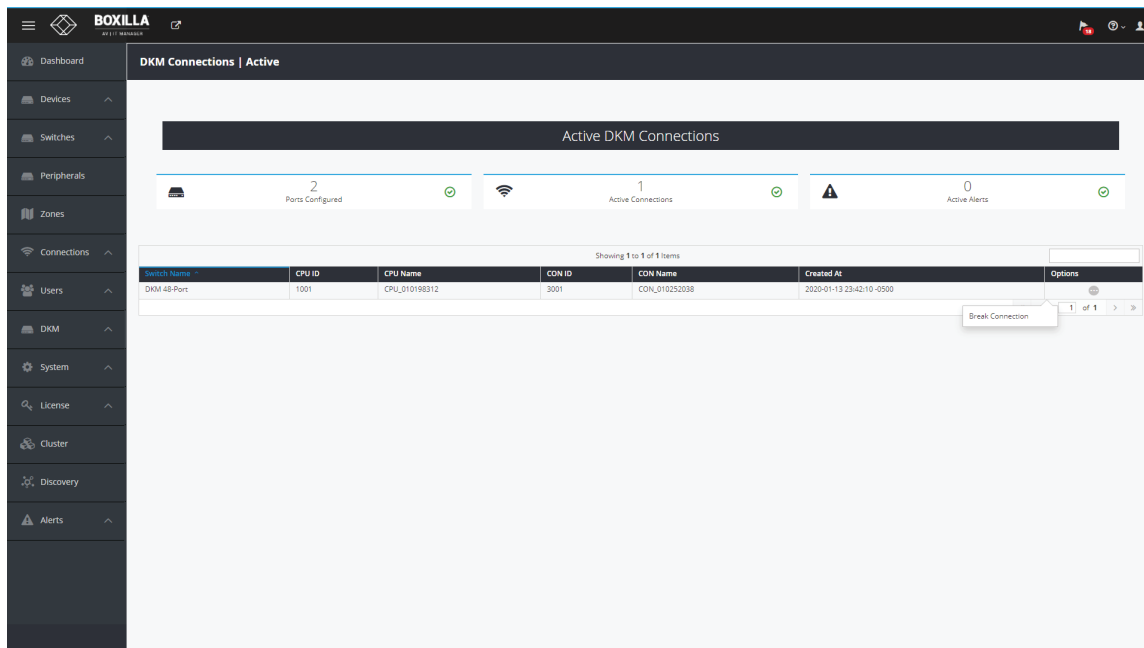 BOXILLA
AV | IT MANAGER
18
Dashboard
Devices
Switches
Peripherals
Zones
Connections
Users
DKM
System
License
Cluster
Discovery
Alerts
DKM Connections | Active
Active DKM Connections
2
Ports Configured
1
Active Connections
0
Active Alerts
Showing 1 to 1 of 1 Items
Switch Name CPU ID CPU Name CON ID CON Name Created At Options
DKM 48-Port 1001 CPU_010198312 3001 CON_010252038 2020-01-13 23:42:10 -0500
Break Connection
1 of 1 > »